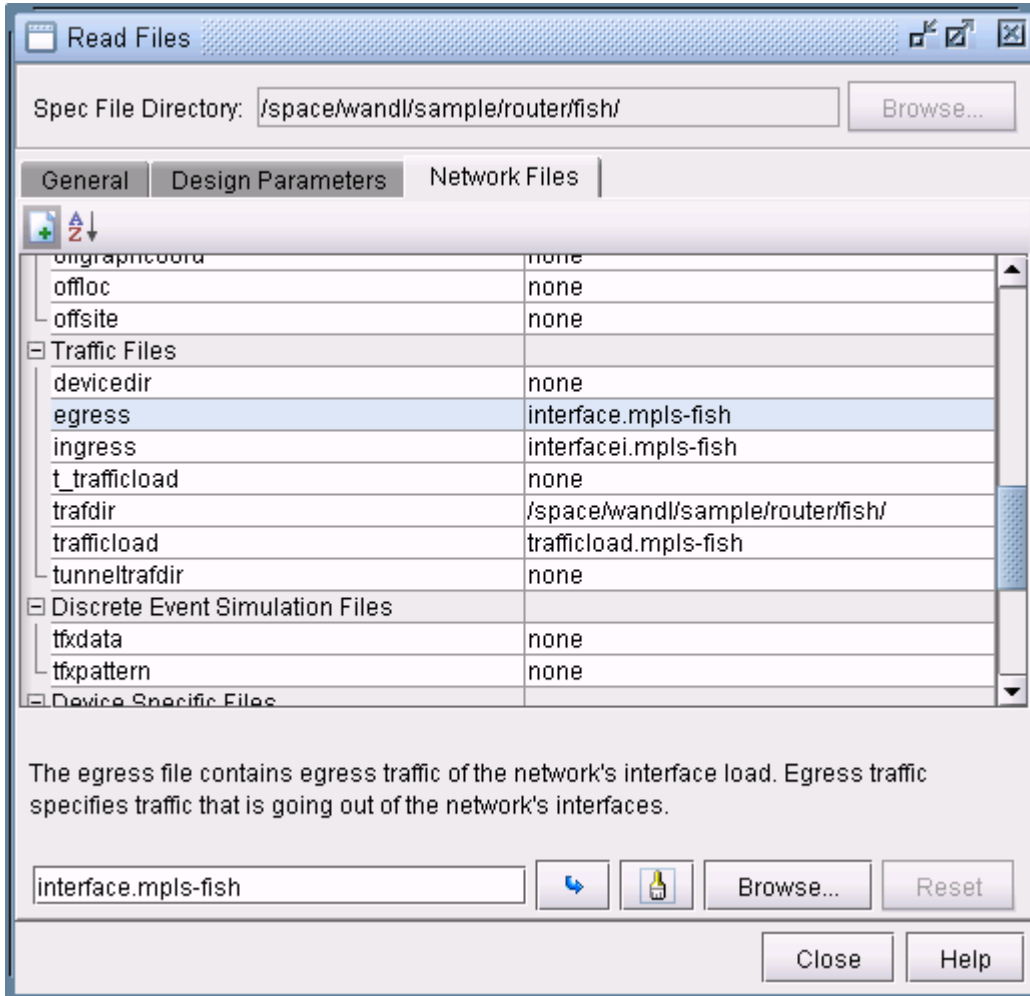 Read Files
Spec File Directory: /space/wandl/sample/router/fish/ Browse...
General Design Parameters Network Files
offloc none
offsite none
Traffic Files
devicedir none
egress interface.mpls-fish
ingress interfacei.mpls-fish
t_trafficload none
trafdir /space/wandl/sample/router/fish/
trafficload trafficload.mpls-fish
tunneltrafdir none
Discrete Event Simulation Files
tfxdata none
tfxpattern none
Device Specific Files
The egress file contains egress traffic of the network's interface load. Egress traffic
specifies traffic that is going out of the network's interfaces.
interface.mpls-fish Browse... Reset
Close Help